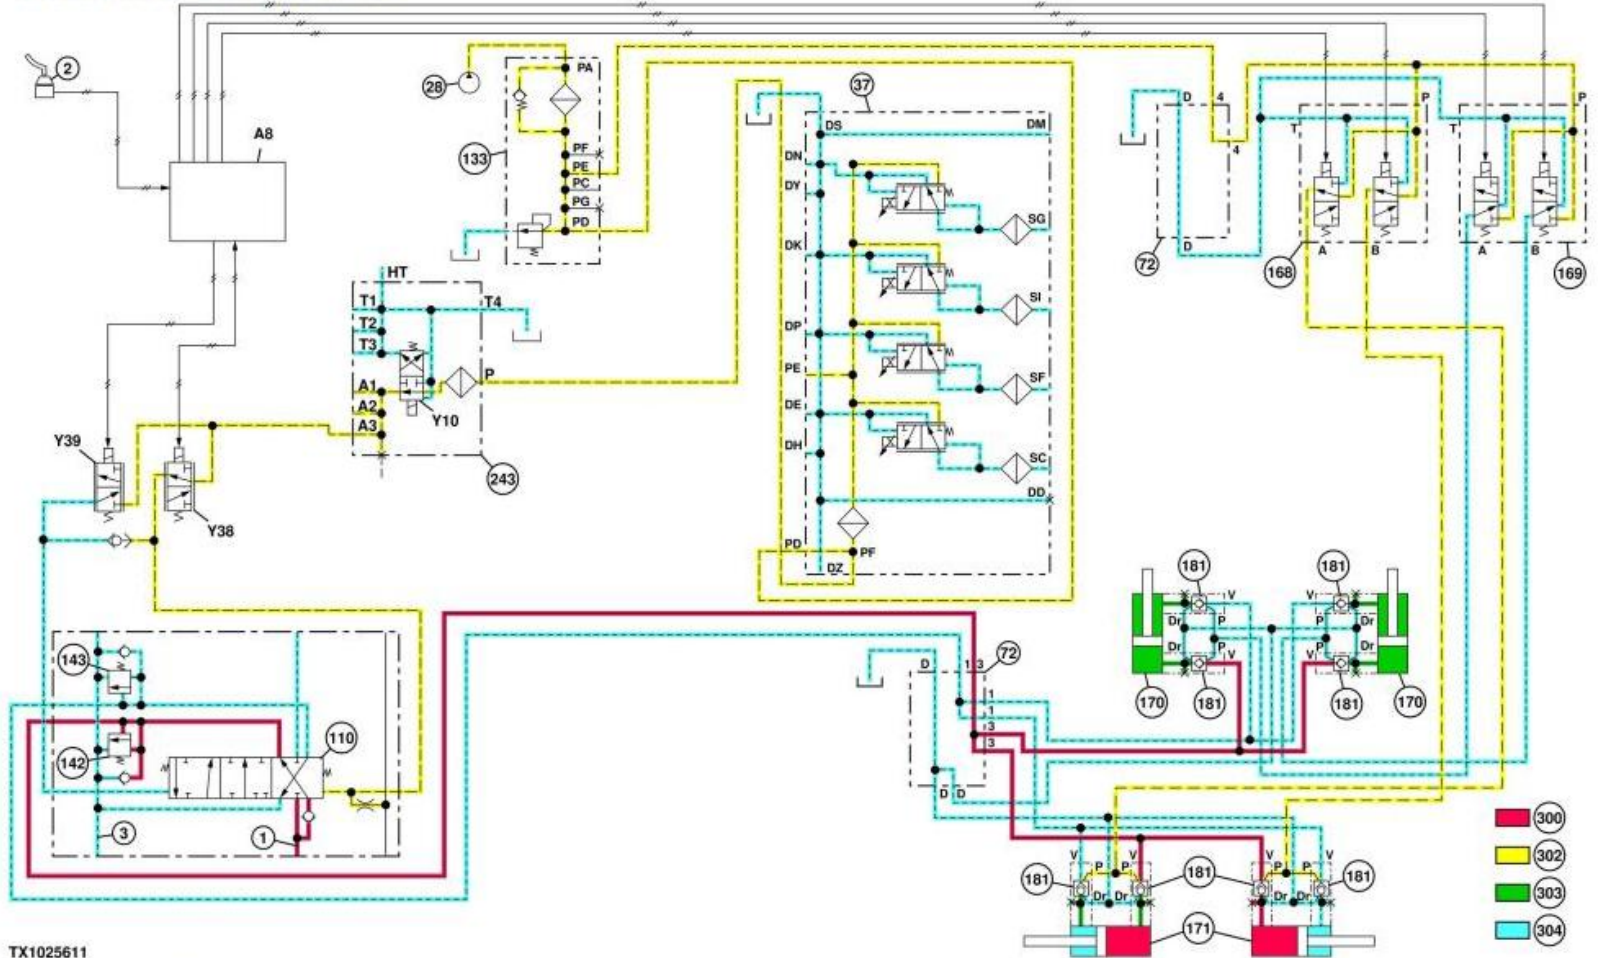 2
A8
28
133
PA
PF
PE
PC
PG
PD
37
DS
DM
DN
DY
SG
DK
SI
DP
PE
SF
DE
DH
SC
DD
PD
PF
DZ
D
4
4
D
72
T
P
T
P
168
A
B
A
B
169
HT
T1
T4
T2
T3
P
A1
A2
Y10
A3
243
Y39
Y38
143
142
110
3
1
72
D
1
3
1
1
3
3
D
D
181
181
V
V
Dr
P
P
Dr
Dr
P
P
Dr
V
V
170
181
181
170
V
V
V
V
P
P
P
P
181
181
181
Dr
Dr
Dr
Dr
171
300
302
303
304
TX1025611